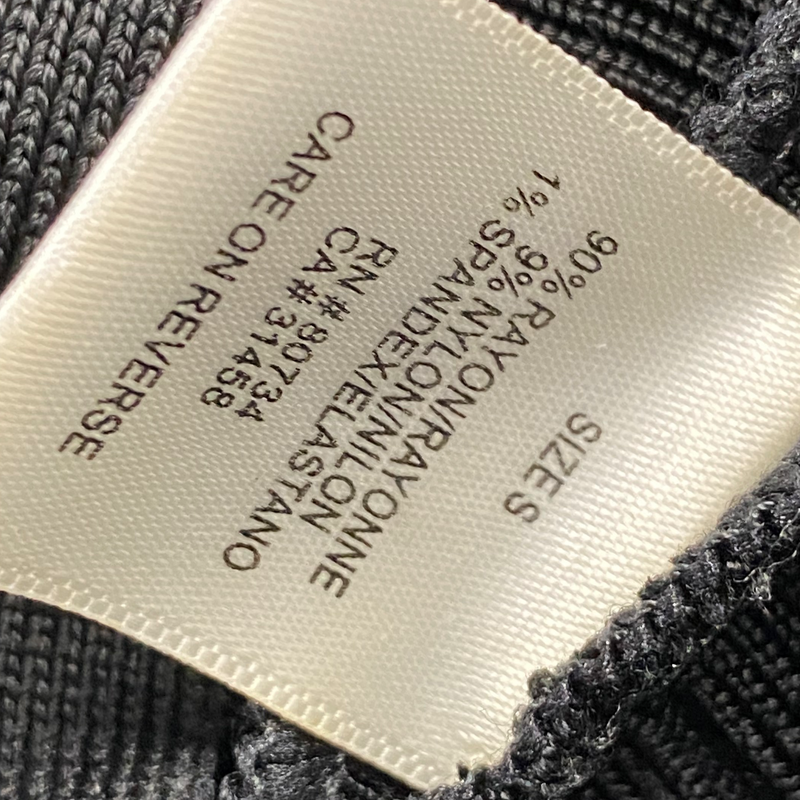 SIZE S
90% RAYON/RAYONNE
9% NYLON/NILON
1% SPANDEX/ELASTANO
RN # 80734
CA # 31458
CARE ON REVERSE